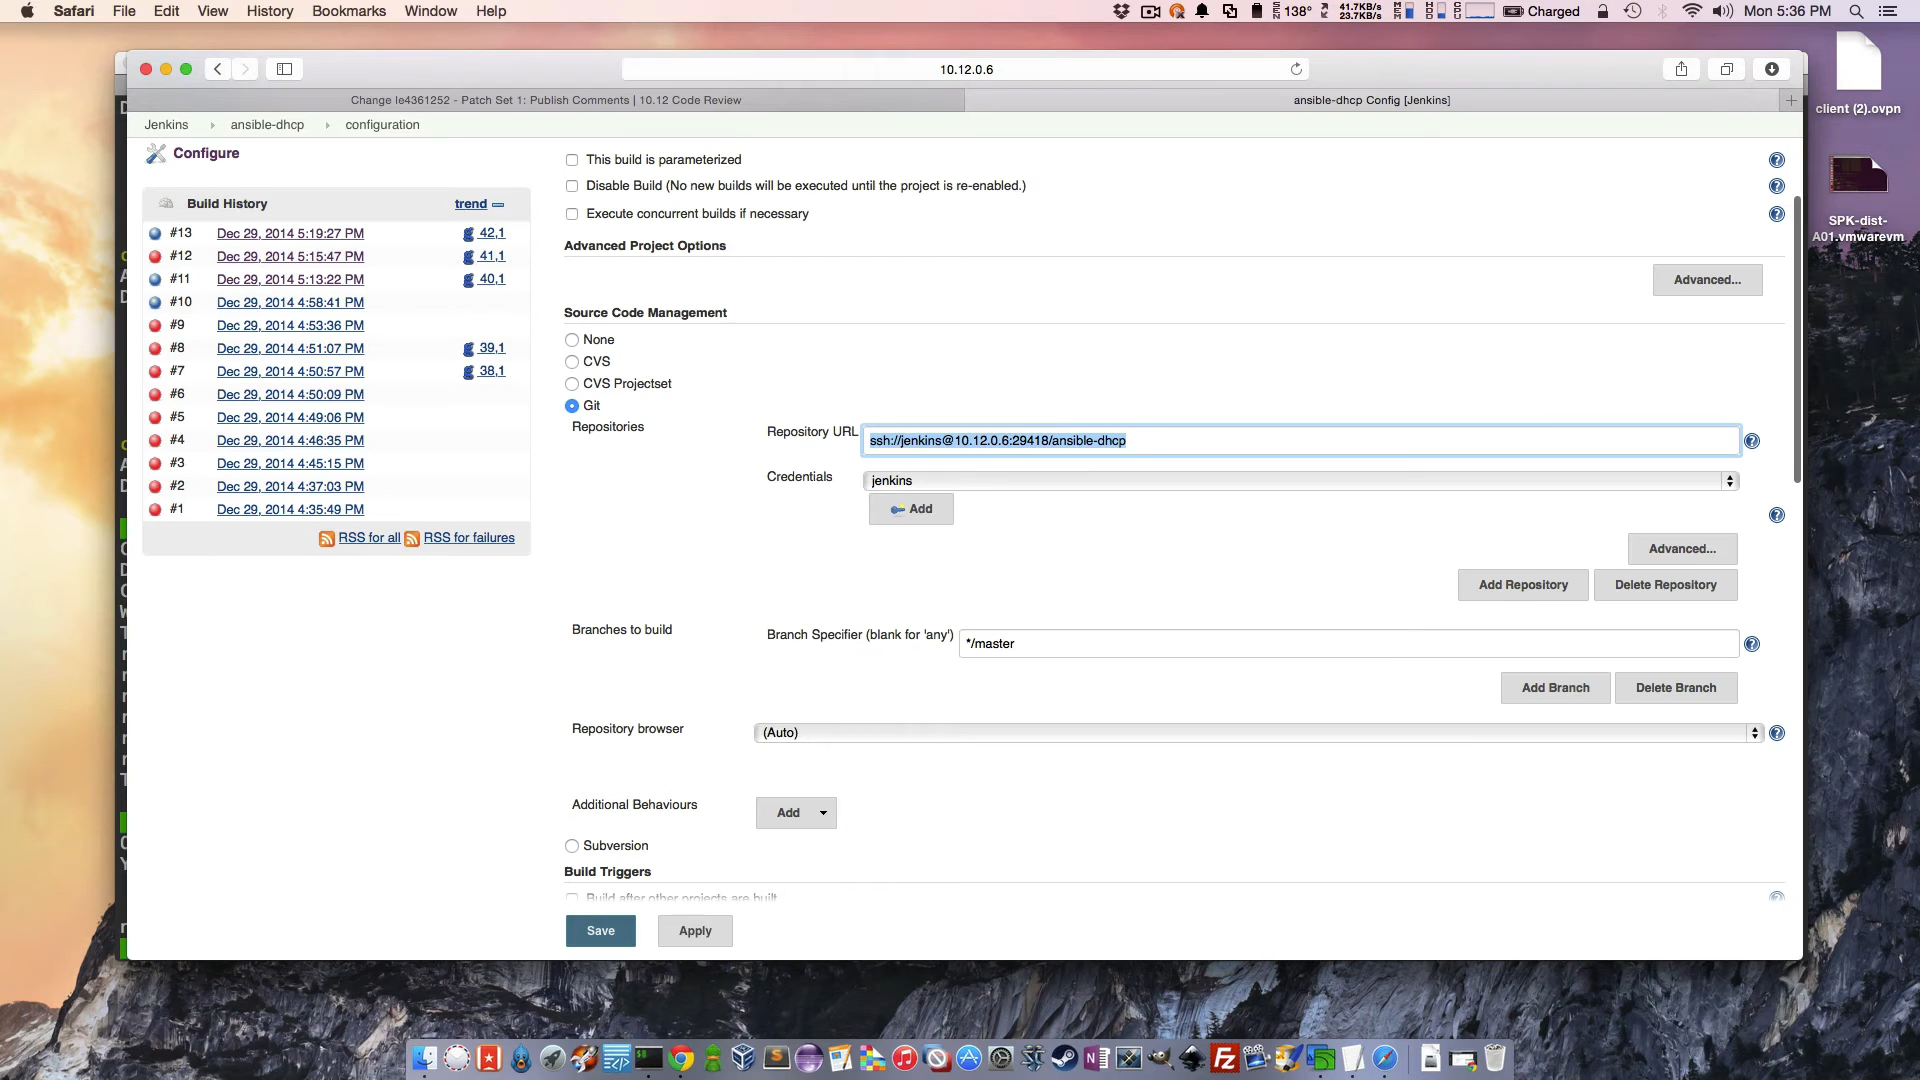 Safari File Edit View History Bookmarks Window Help
SEN 138° 41.7KB/s 23.7KB/s MEM HDD CPU Charged Mon 5:36 PM
10.12.0.6
Change Ie4361252 - Patch Set 1: Publish Comments | 10.12 Code Review
ansible-dhcp Config [Jenkins]
client (2).ovpn
SPK-dist-
A01.vmwarevm
Jenkins ansible-dhcp configuration
Configure
Build History trend
#13 Dec 29, 2014 5:19:27 PM 42,1
#12 Dec 29, 2014 5:15:47 PM 41,1
#11 Dec 29, 2014 5:13:22 PM 40,1
#10 Dec 29, 2014 4:58:41 PM
#9 Dec 29, 2014 4:53:36 PM
#8 Dec 29, 2014 4:51:07 PM 39,1
#7 Dec 29, 2014 4:50:57 PM 38,1
#6 Dec 29, 2014 4:50:09 PM
#5 Dec 29, 2014 4:49:06 PM
#4 Dec 29, 2014 4:46:35 PM
#3 Dec 29, 2014 4:45:15 PM
#2 Dec 29, 2014 4:37:03 PM
#1 Dec 29, 2014 4:35:49 PM
RSS for all RSS for failures
This build is parameterized
Disable Build (No new builds will be executed until the project is re-enabled.)
Execute concurrent builds if necessary
Advanced Project Options
Advanced...
Source Code Management
None
CVS
CVS Projectset
Git
Repositories
Repository URL ssh://jenkins@10.12.0.6:29418/ansible-dhcp
Credentials jenkins
Add
Advanced...
Add Repository Delete Repository
Branches to build
Branch Specifier (blank for 'any') */master
Add Branch Delete Branch
Repository browser (Auto)
Additional Behaviours Add
Subversion
Build Triggers
Build after other projects are built
Save Apply